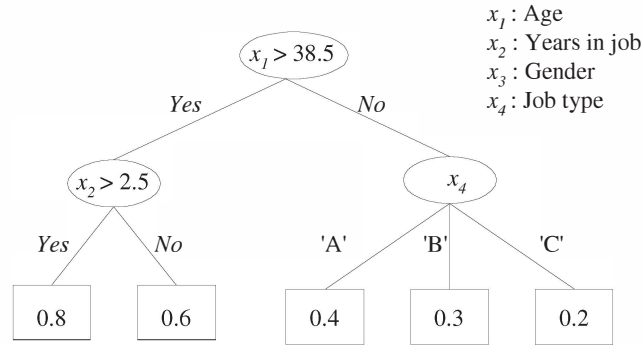 x1 : Age
x2 : Years in job
x3 : Gender
x4 : Job type
x1 > 38.5
Yes
No
x2 > 2.5
x4
Yes
No
'A'
'B'
'C'
0.8
0.6
0.4
0.3
0.2